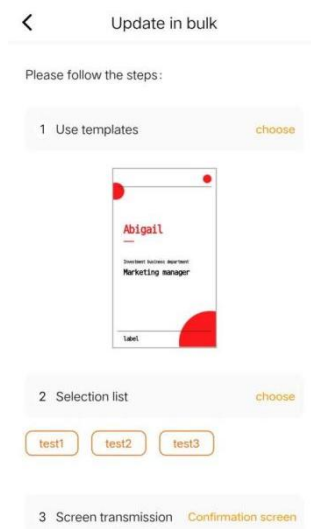 Update in bulk
Please follow the steps:
1 Use templates choose
Abigail
Investment business department
Marketing manager
label
2 Selection list choose
test1 test2 test3
3 Screen transmission Confirmation screen